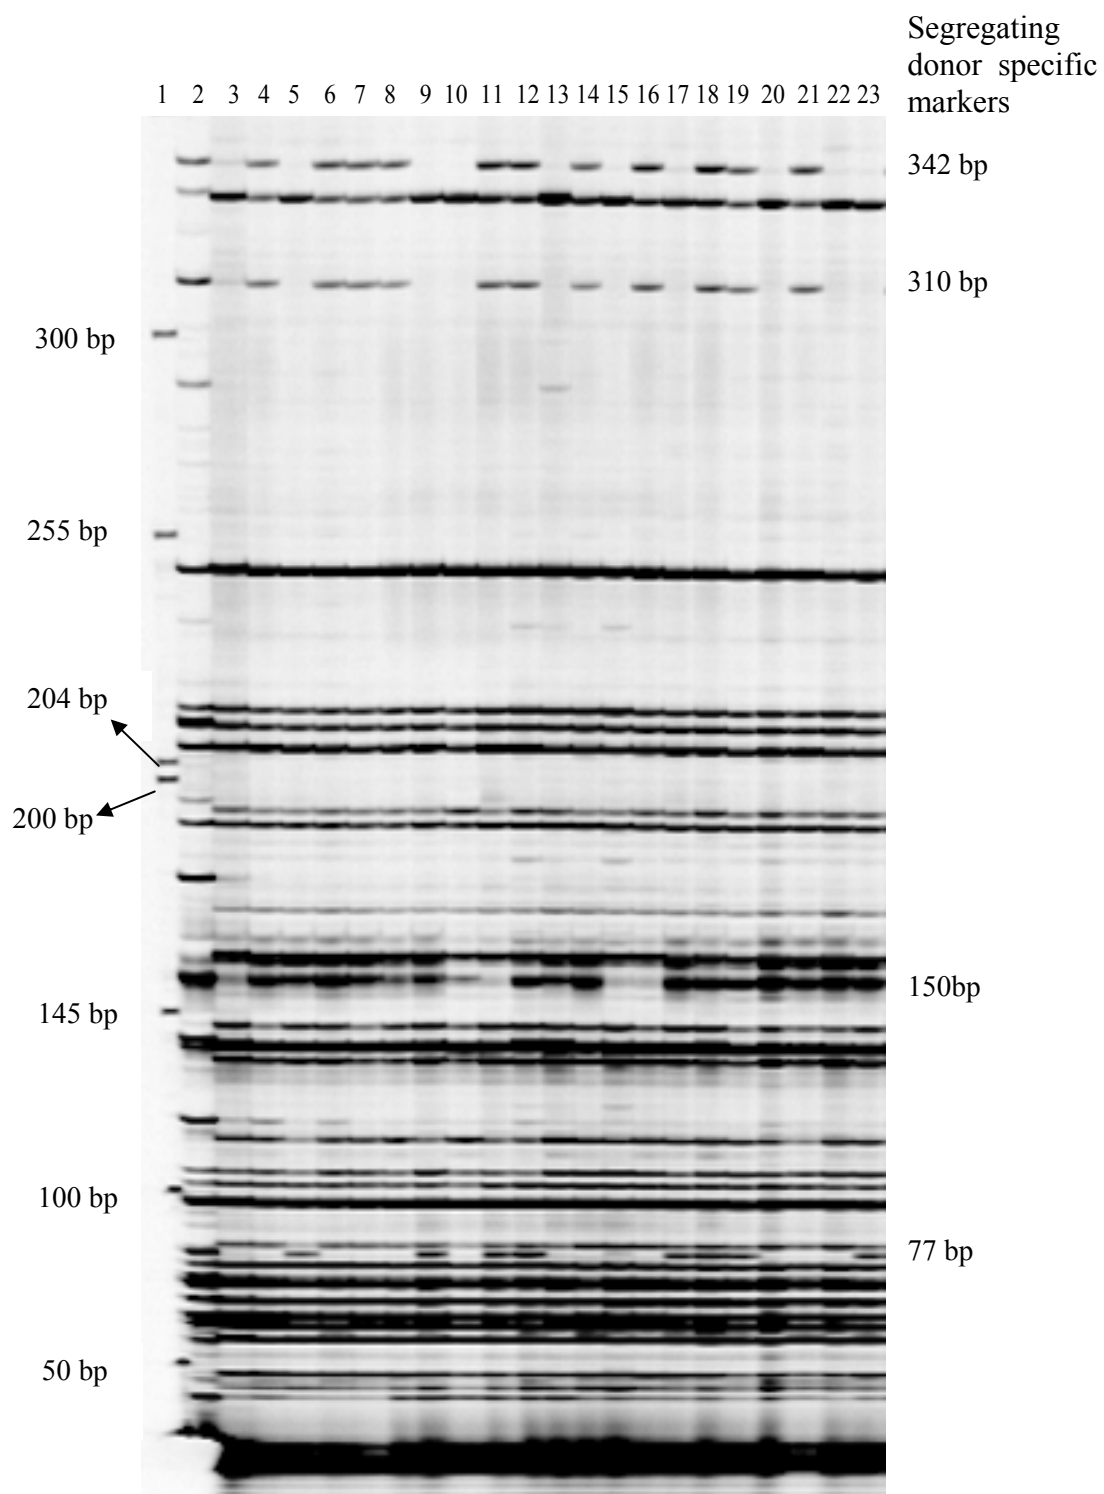 Segregating
donor specific
markers
1 2 3 4 5 6 7 8 9 10 11 12 13 14 15 16 17 18 19 20 21 22 23
342 bp
310 bp
300 bp
255 bp
204 bp
200 bp
150bp
145 bp
100 bp
77 bp
50 bp